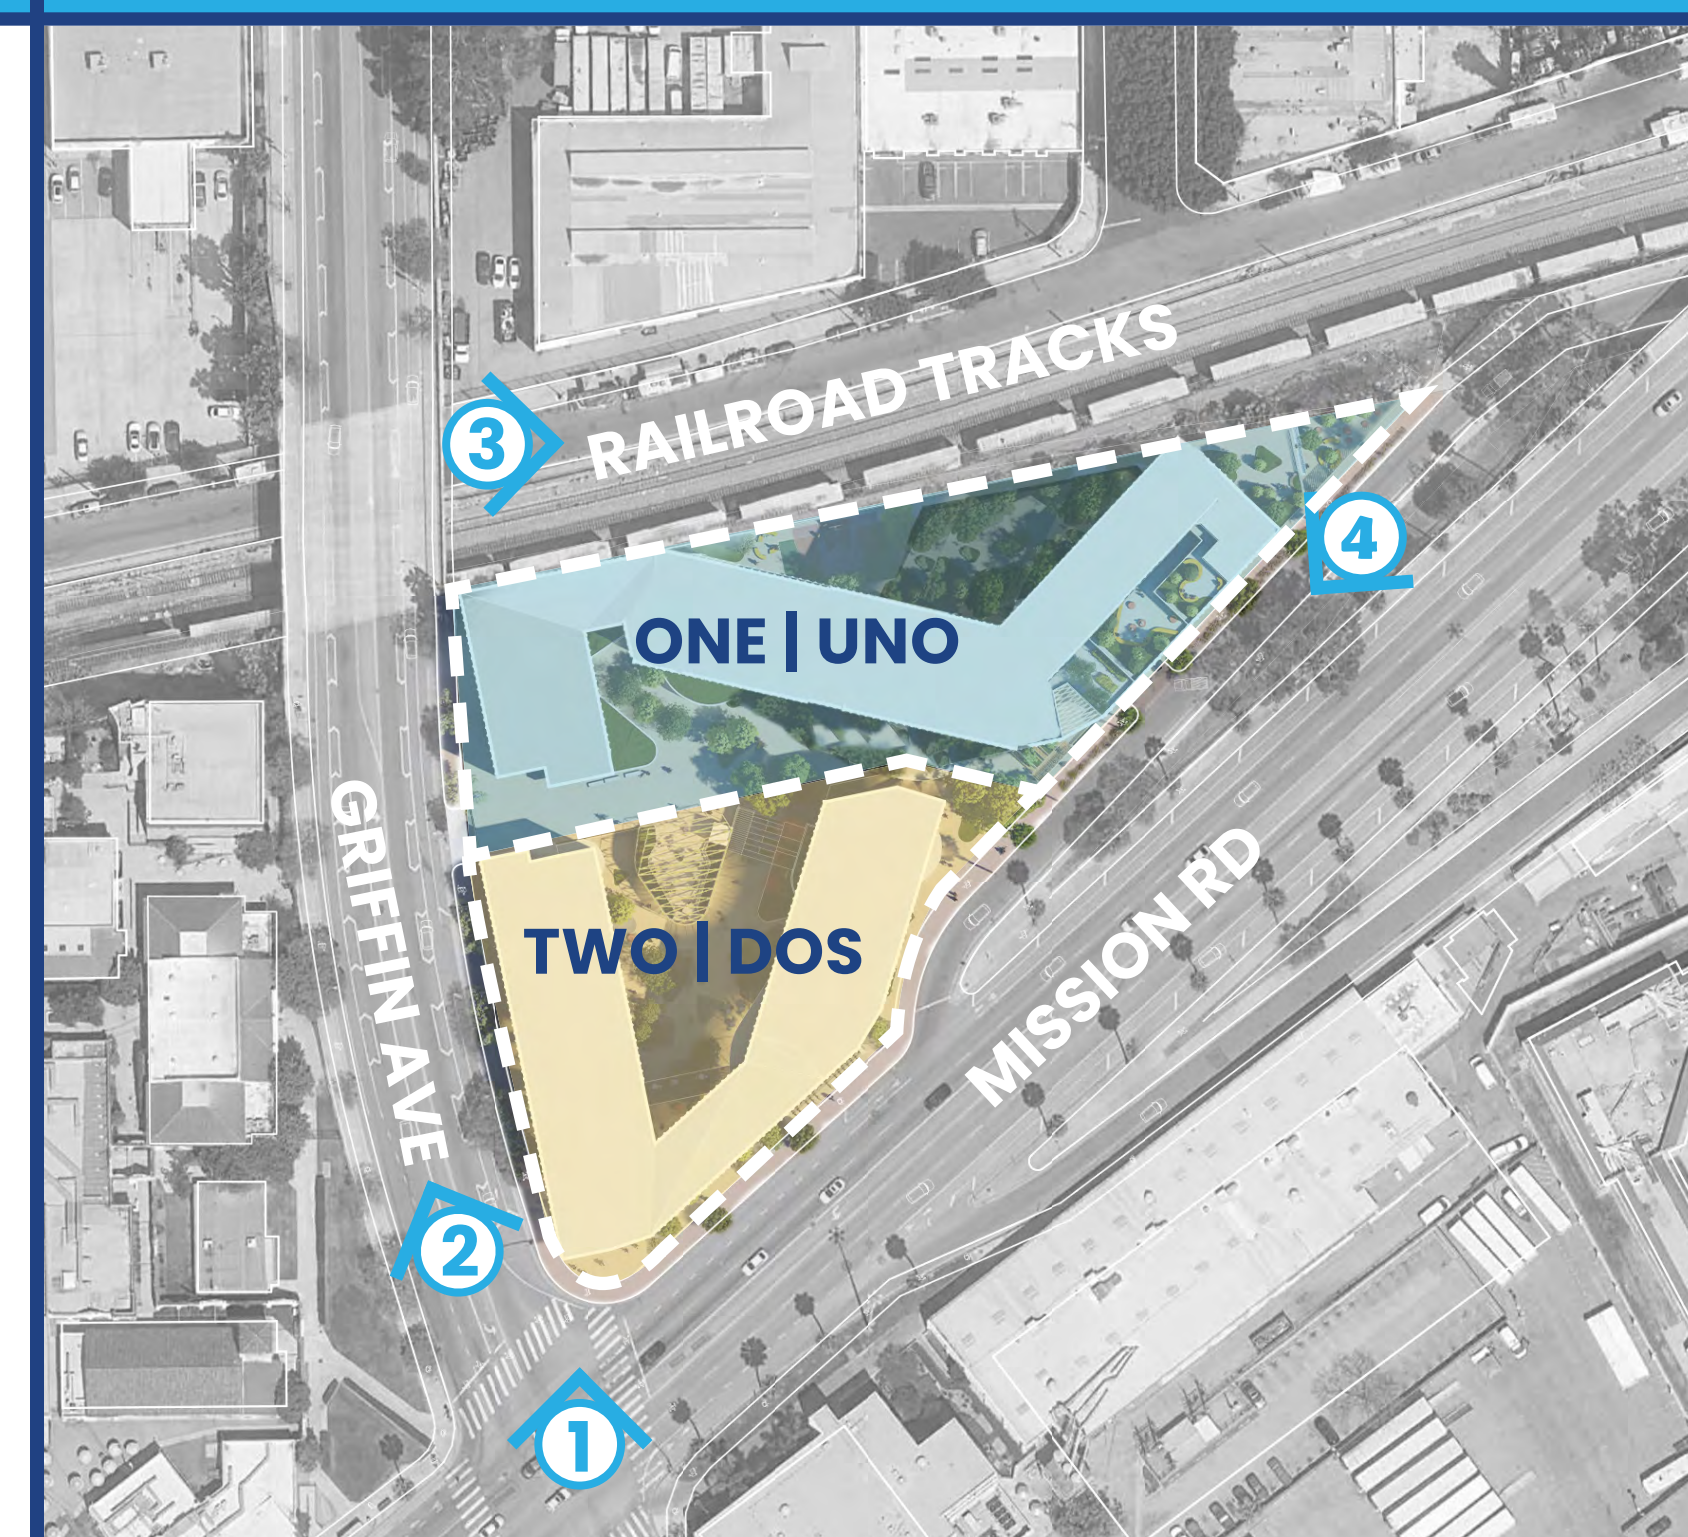 RAILROAD TRACKS
3
4
ONE | UNO
GRIFFIN AVE
TWO | DOS
MISSION RD
2
1